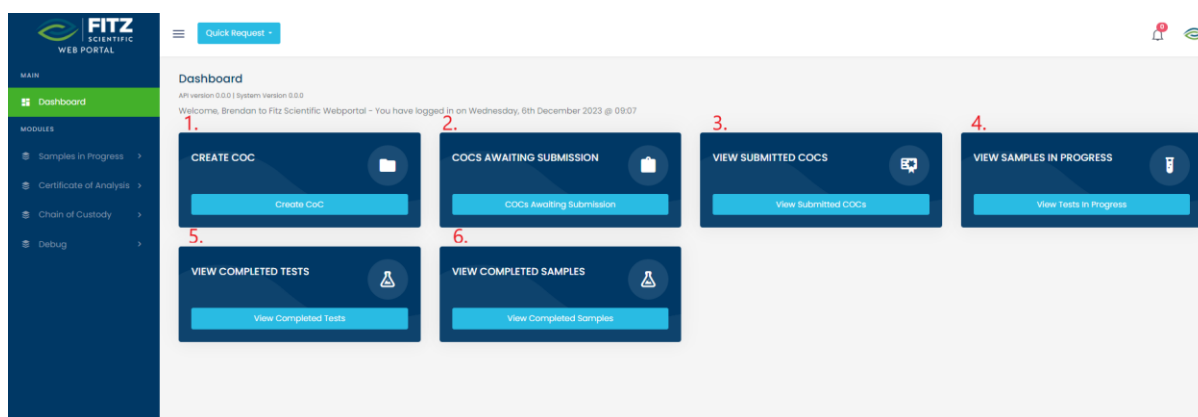 FITZ
SCIENTIFIC
WEB PORTAL
Quick Request
0
MAIN
Dashboard
MODULES
Samples in Progress
Certificate of Analysis
Chain of Custody
Debug
Dashboard
API version 0.0.0 | System Version 0.0.0
Welcome, Brendan to Fitz Scientific Webportal - You have logged in on Wednesday, 6th December 2023 @ 09:07
1.
CREATE COC
Create CoC
2.
COCS AWAITING SUBMISSION
COCs Awaiting Submission
3.
VIEW SUBMITTED COCS
View Submitted COCs
4.
VIEW SAMPLES IN PROGRESS
View Tests In Progress
5.
VIEW COMPLETED TESTS
View Completed Tests
6.
VIEW COMPLETED SAMPLES
View Completed Samples